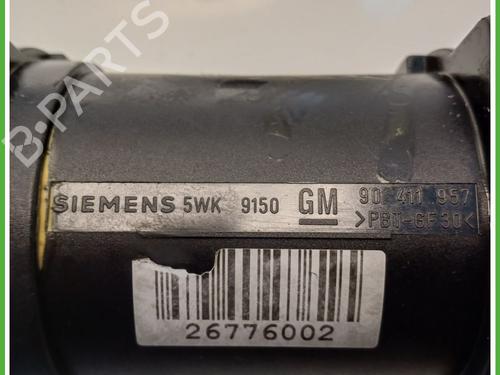 B-PARTS
SIEMENS 5WK 9150 GM 90 411 957
>PBT-GF30<
26776002